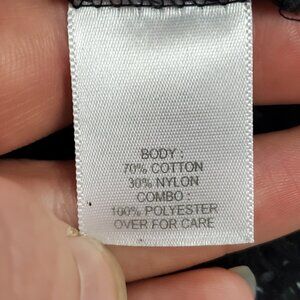 BODY :
70% COTTON
30% NYLON
COMBO :
100% POLYESTER
OVER FOR CARE